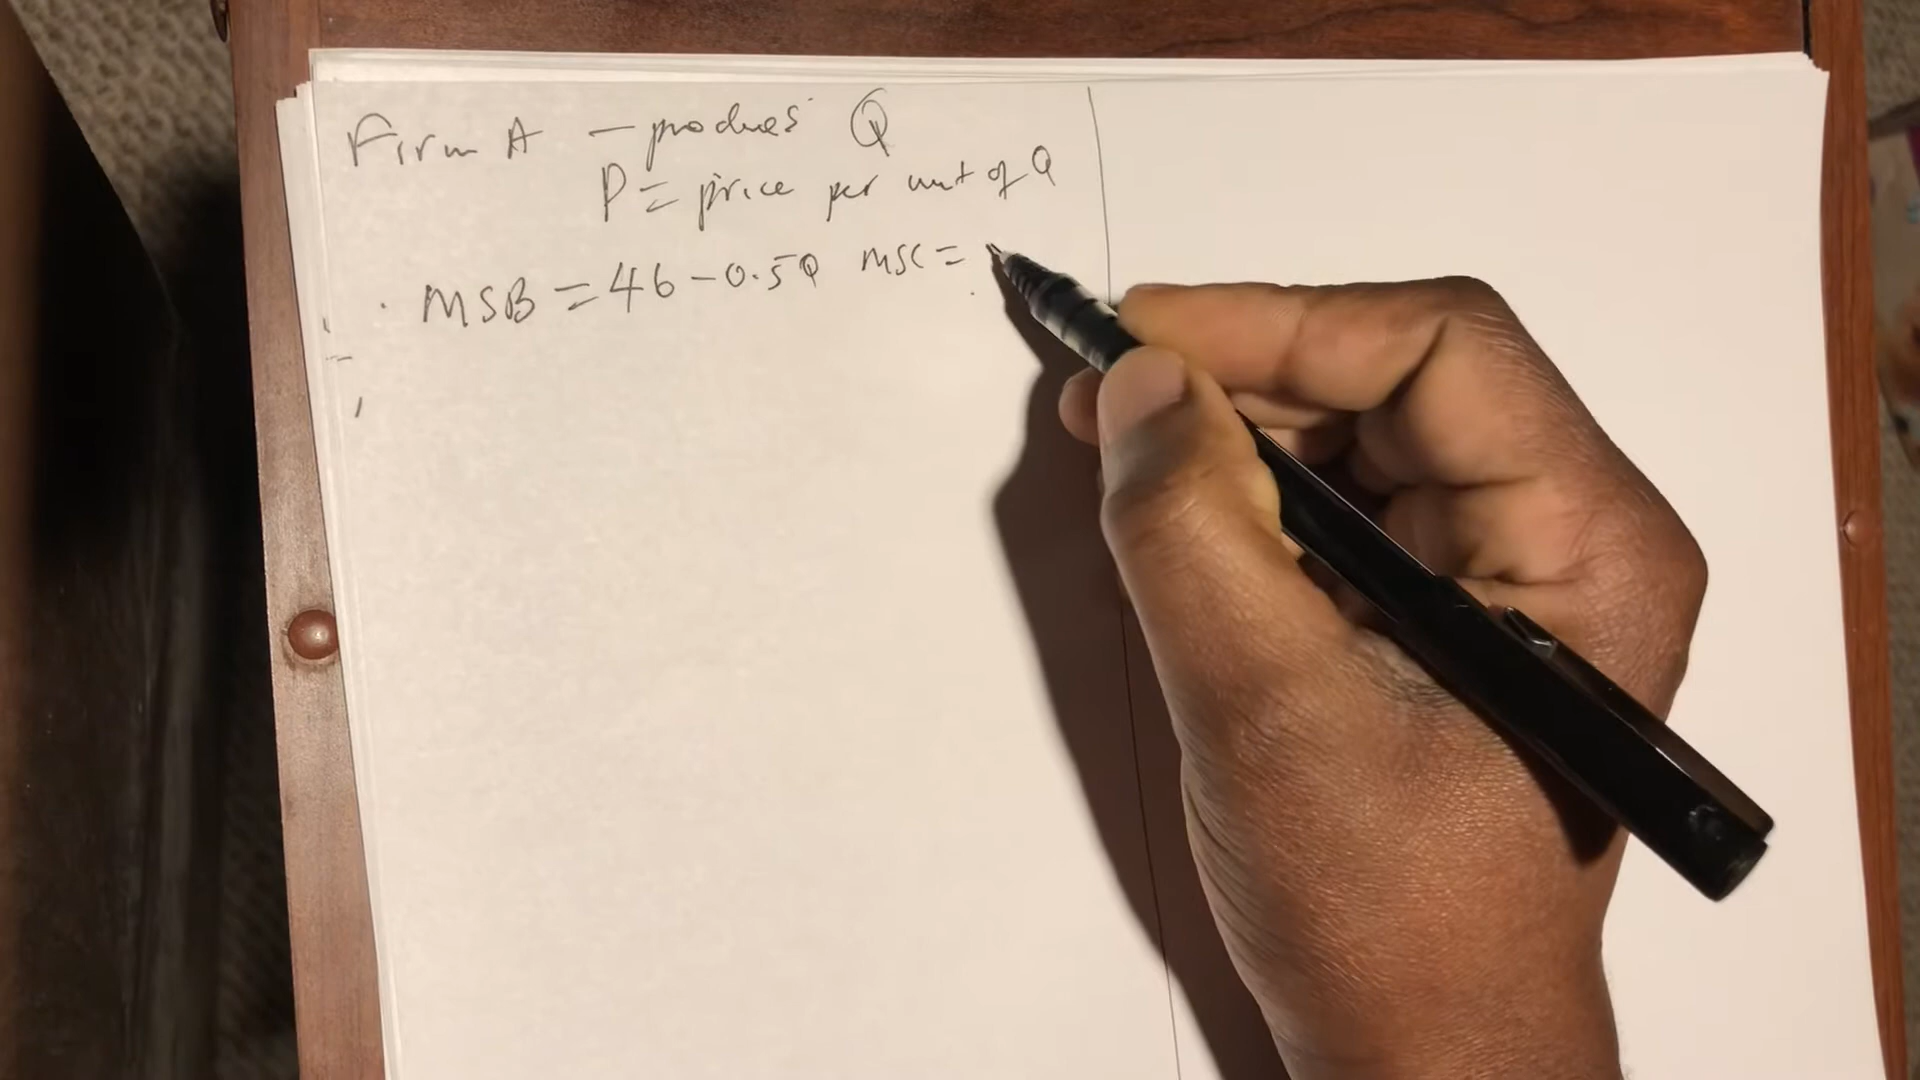 Firm A — produces Q
P = price per unit of Q
MSB = 46 - 0.5Q MSC =